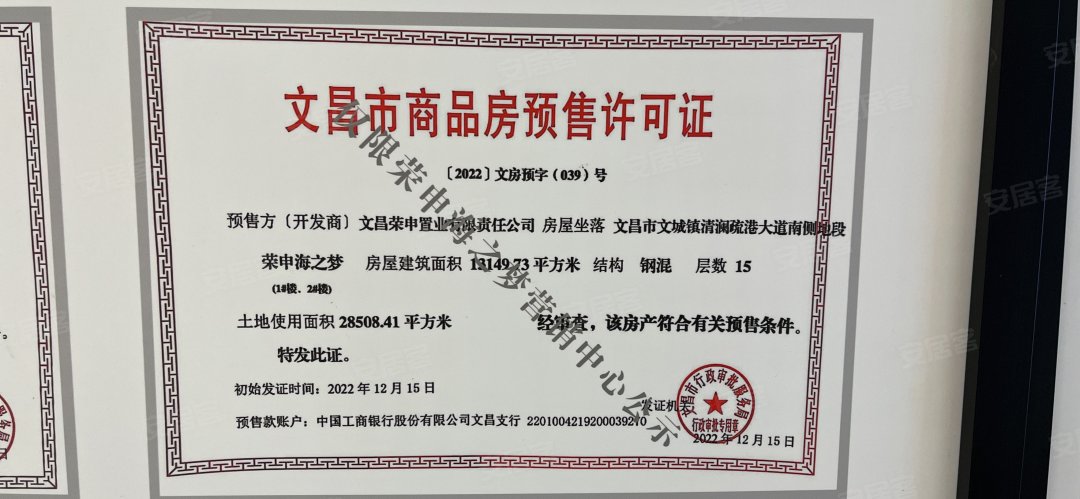 文昌市商品房预售许可证
〔2022〕文房预字（039）号
预售方〔开发商〕文昌荣申置业有限责任公司 房屋坐落 文昌市文城镇清澜疏港大道南侧地段
荣申海之梦 房屋建筑面积 13149.73 平方米 结构 钢混 层数 15
(1#楼、2#楼)
土地使用面积 28508.41 平方米 经审查，该房产符合有关预售条件。
特发此证。
初始发证时间：2022 年 12 月 15 日
发证机关：
预售款账户：中国工商银行股份有限公司文昌支行 2201004219200039270
2022 年 12 月 15 日
文昌市行政审批服务局
行政审批专用章
仅限荣申海之梦营销中心公示
安居客